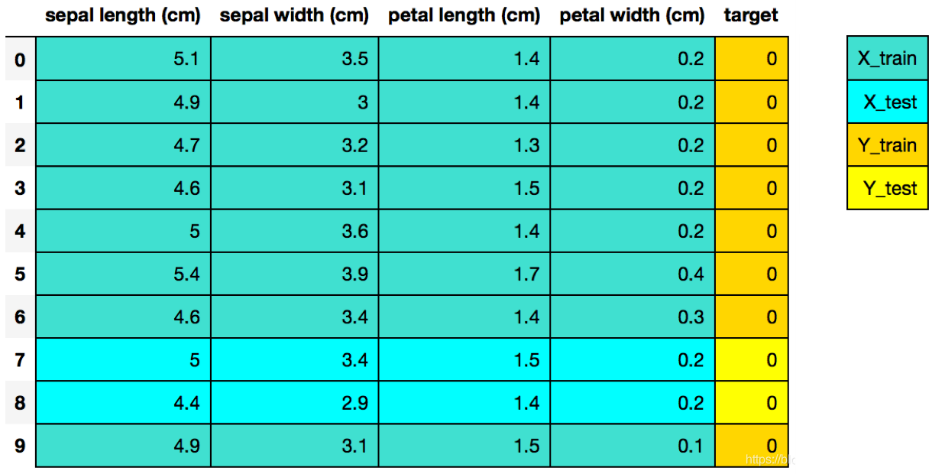 sepal length (cm) sepal width (cm) petal length (cm) petal width (cm) target
0 5.1 3.5 1.4 0.2 0 X_train
1 4.9 3 1.4 0.2 0 X_test
2 4.7 3.2 1.3 0.2 0 Y_train
3 4.6 3.1 1.5 0.2 0 Y_test
4 5 3.6 1.4 0.2 0
5 5.4 3.9 1.7 0.4 0
6 4.6 3.4 1.4 0.3 0
7 5 3.4 1.5 0.2 0
8 4.4 2.9 1.4 0.2 0
9 4.9 3.1 1.5 0.1 0